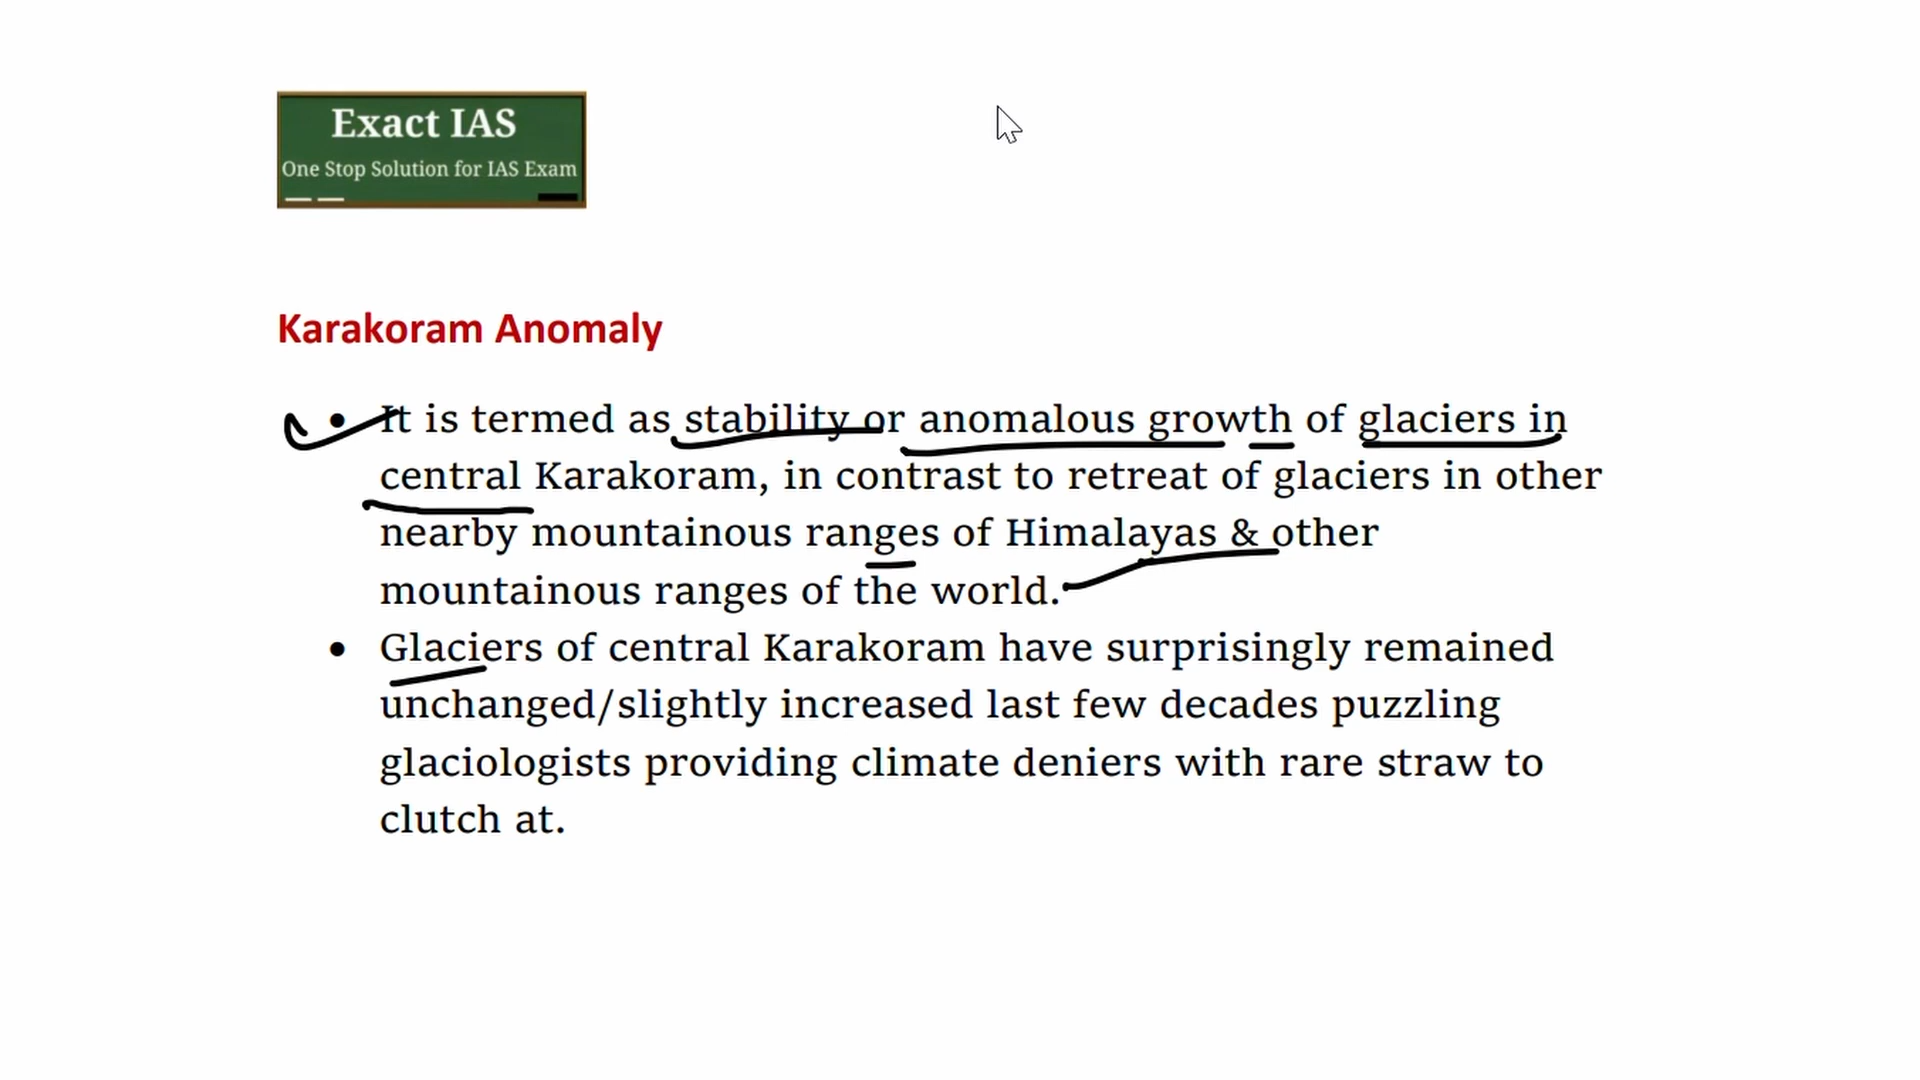 Exact IAS
One Stop Solution for IAS Exam
Karakoram Anomaly
• It is termed as stability or anomalous growth of glaciers in
central Karakoram, in contrast to retreat of glaciers in other
nearby mountainous ranges of Himalayas & other
mountainous ranges of the world.
• Glaciers of central Karakoram have surprisingly remained
unchanged/slightly increased last few decades puzzling
glaciologists providing climate deniers with rare straw to
clutch at.